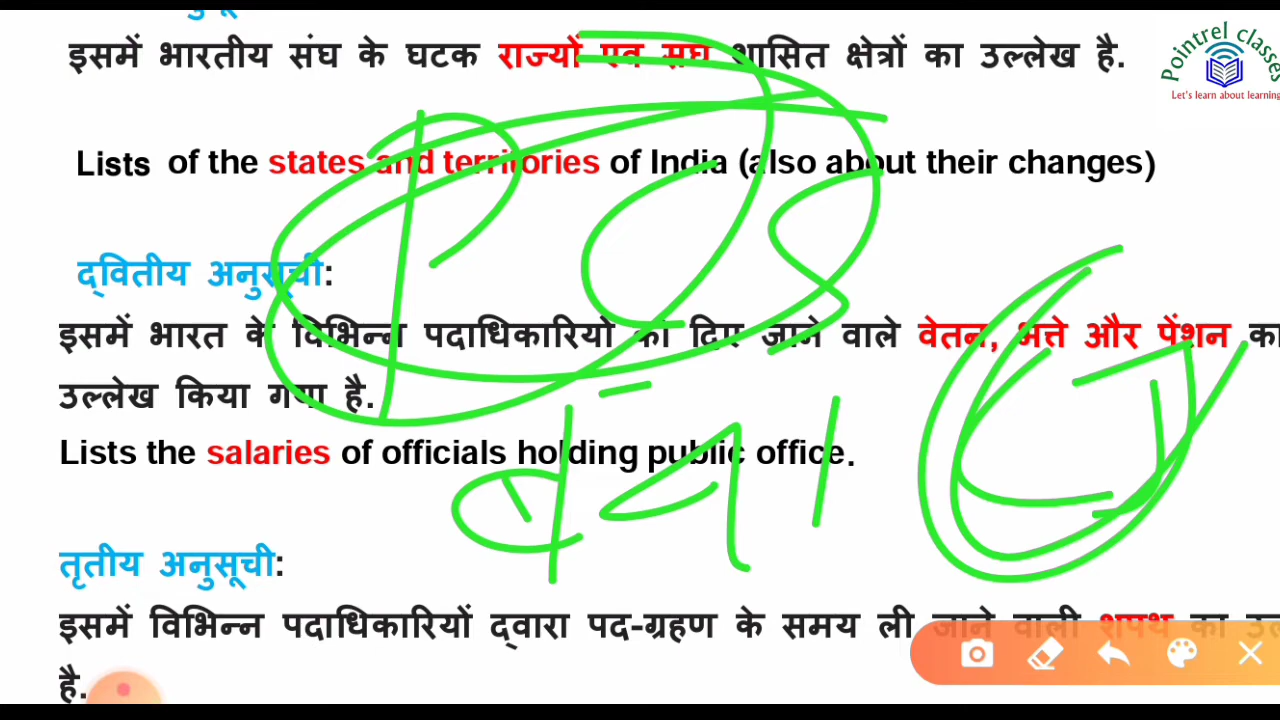 इसमें भारतीय संघ के घटक राज्यों एवं संघ शासित क्षेत्रों का उल्लेख है.
Pointrel classes
Let's learn about learning
Lists of the states and territories of India (also about their changes)
द्वितीय अनुसूची:
इसमें भारत के विभिन्न पदाधिकारियों को दिए जाने वाले वेतन, भत्ते और पेंशन का
उल्लेख किया गया है.
Lists the salaries of officials holding public office.
तृतीय अनुसूची:
इसमें विभिन्न पदाधिकारियों द्वारा पद-ग्रहण के समय ली जाने वाली शपथ का
है.